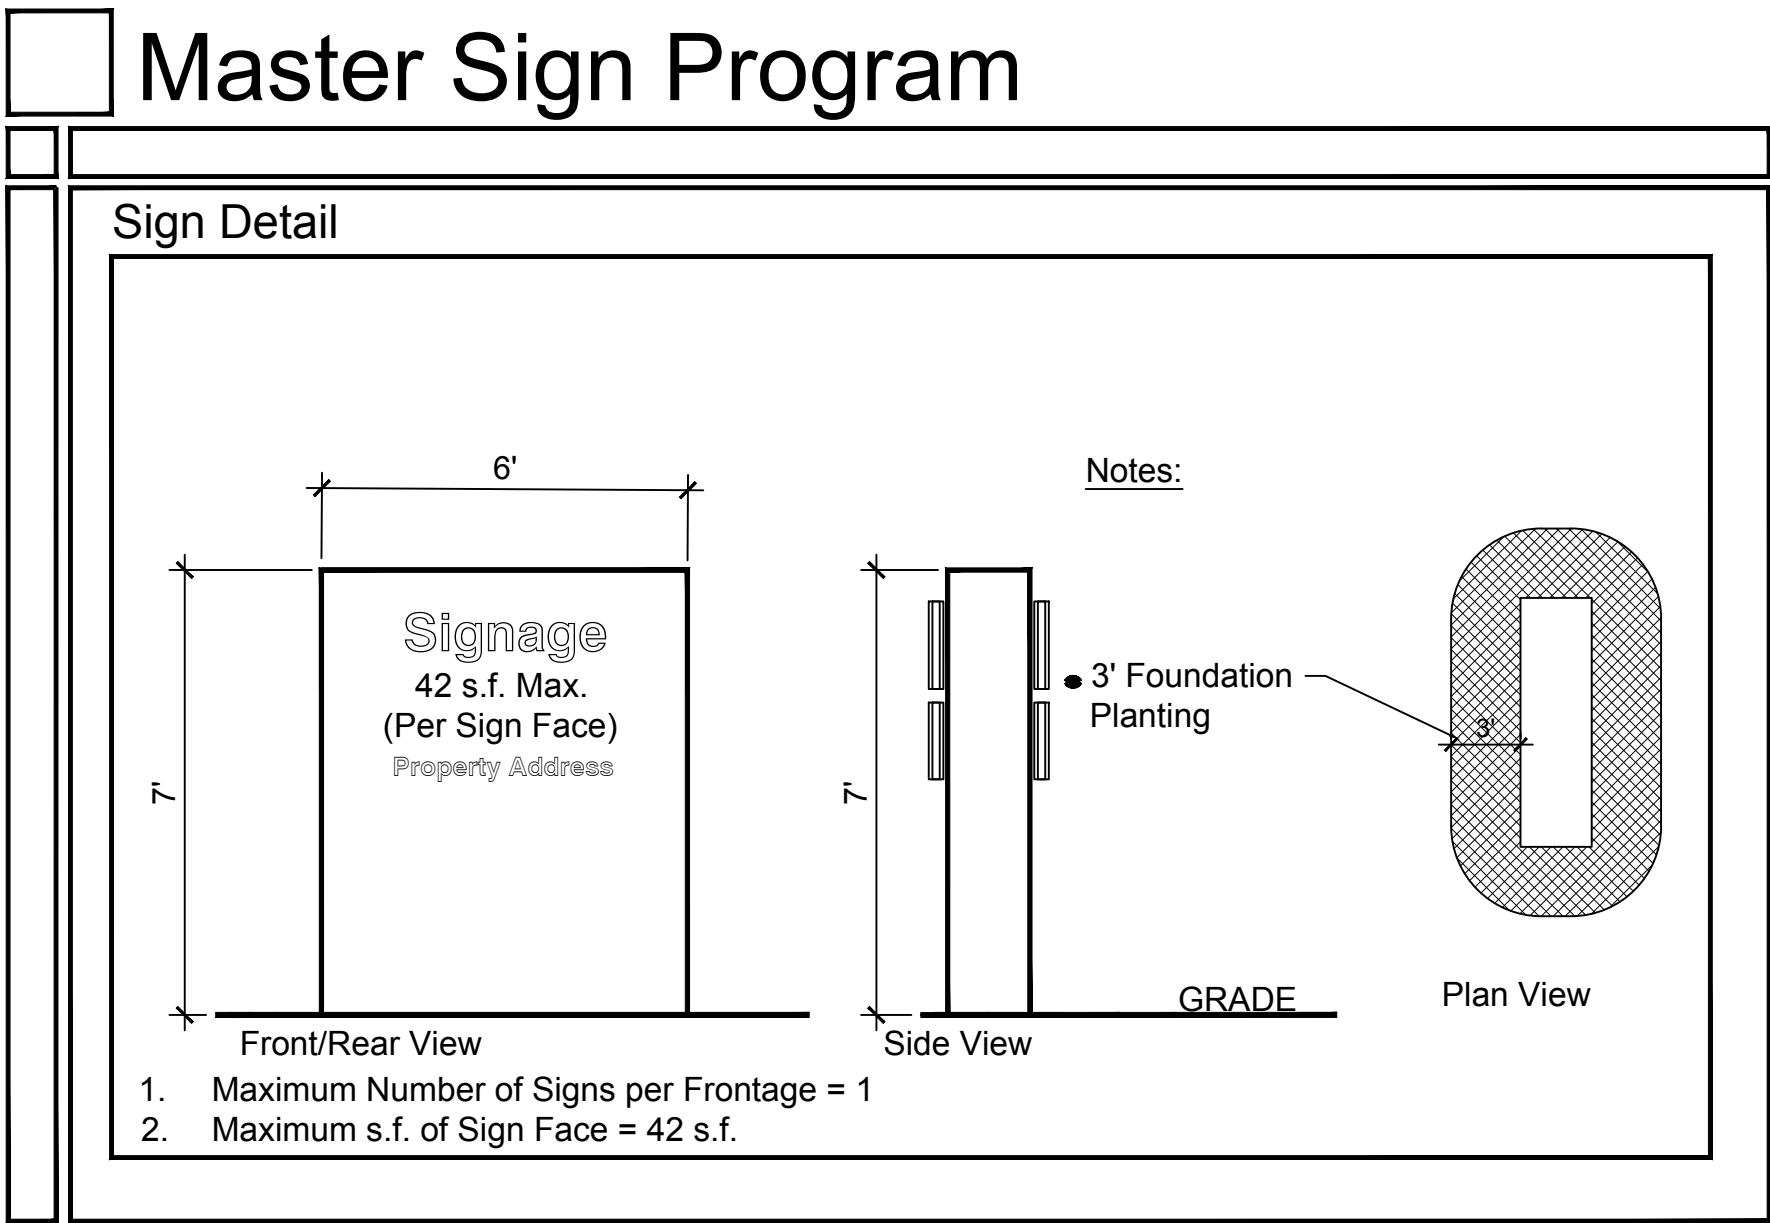 Master Sign Program
Sign Detail
6'
Notes:
Signage
42 s.f. Max.
(Per Sign Face)
Property Address
7'
7'
3' Foundation
Planting
3'
GRADE
Plan View
Front/Rear View
Side View
1. Maximum Number of Signs per Frontage = 1
2. Maximum s.f. of Sign Face = 42 s.f.